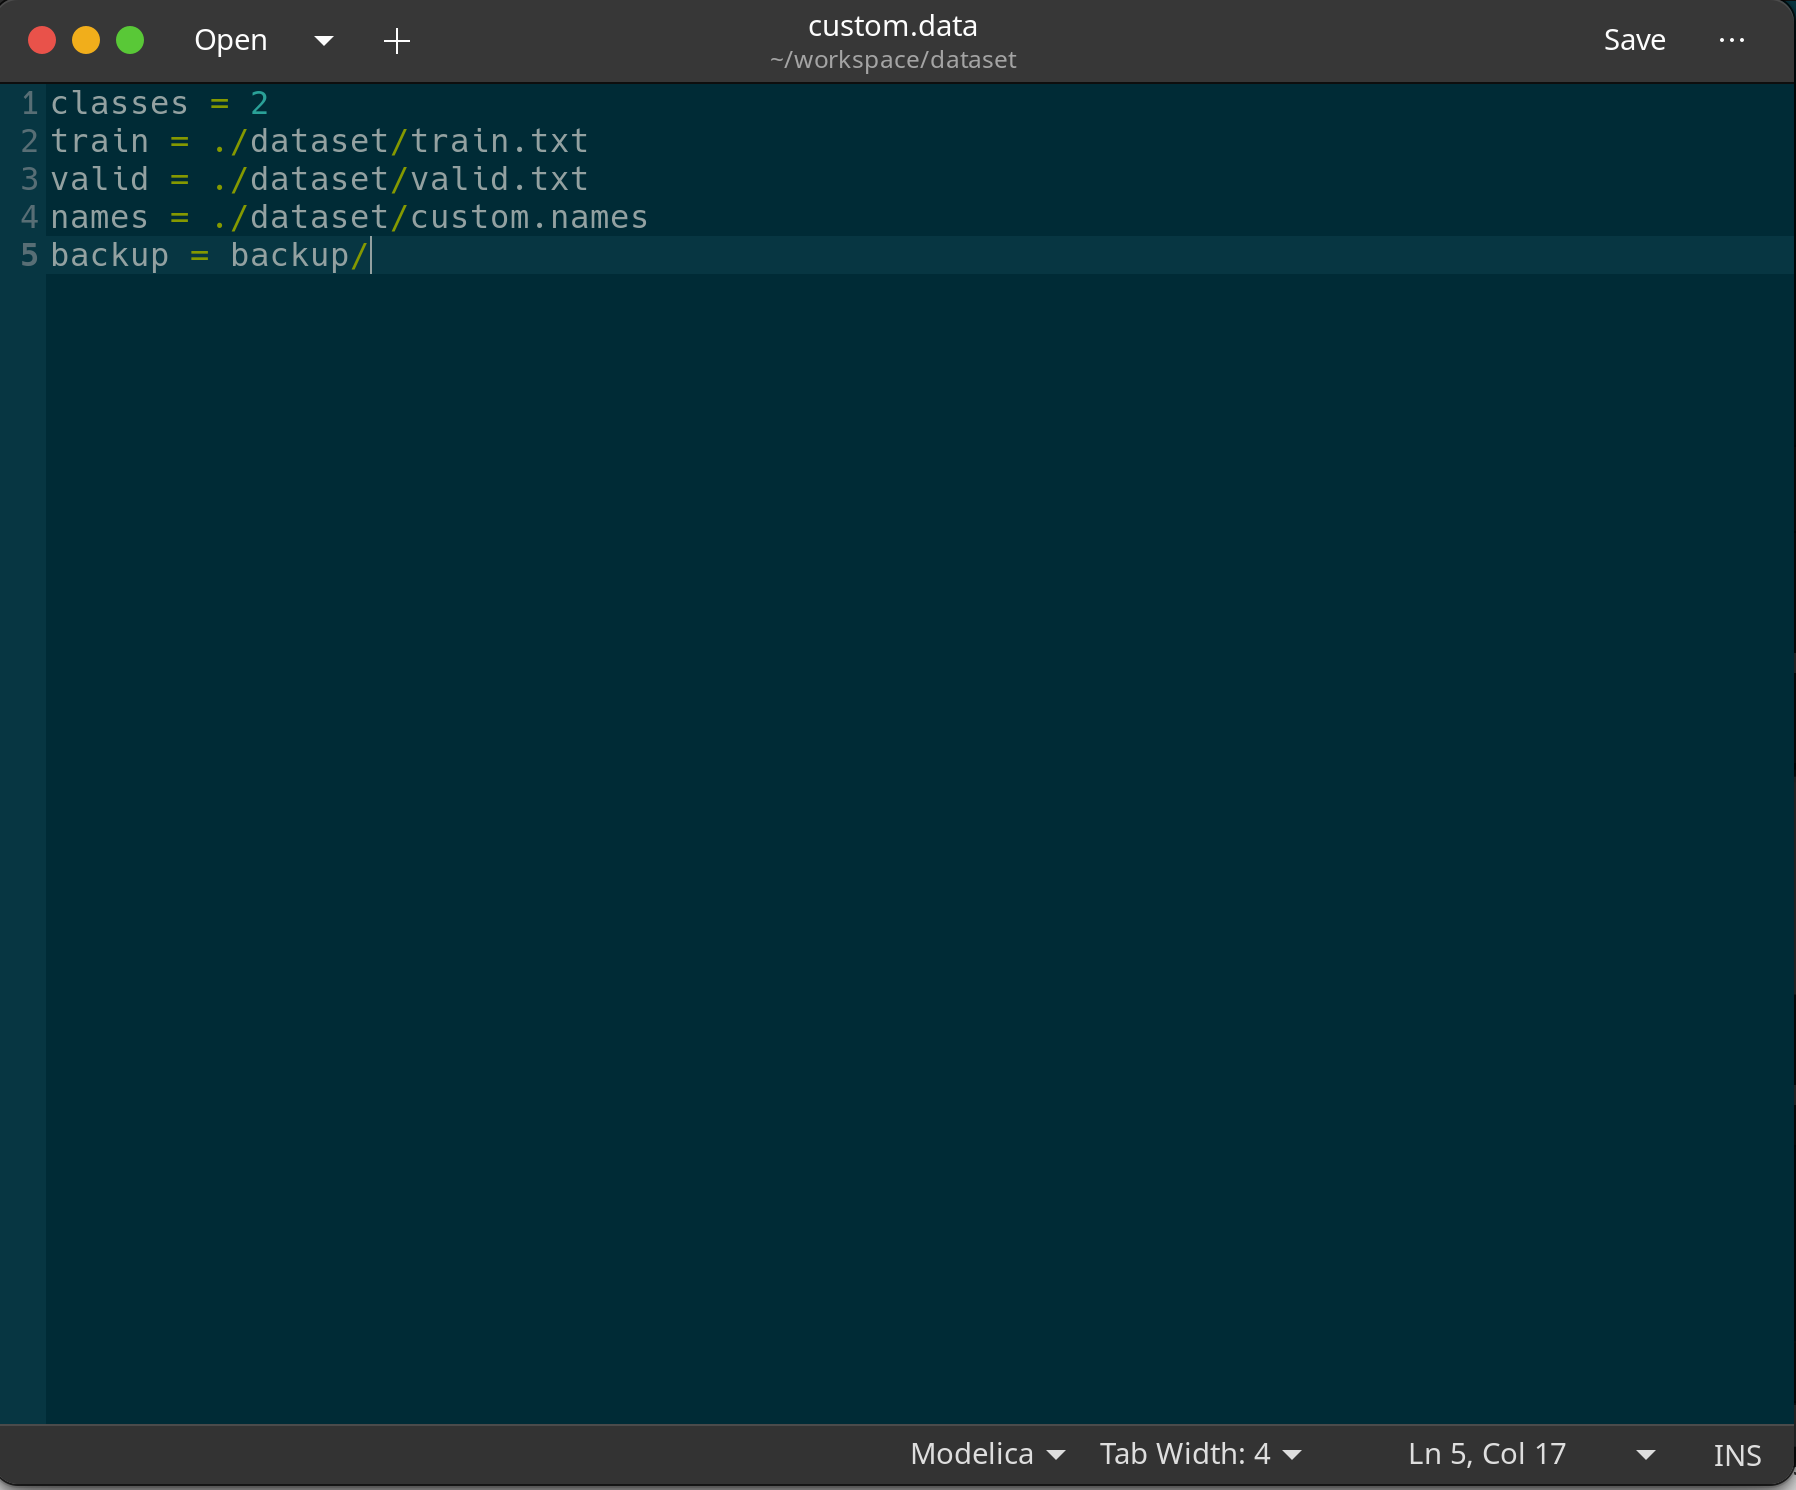 Open
custom.data
~/workspace/dataset
Save
1 classes = 2
2 train = ./dataset/train.txt
3 valid = ./dataset/valid.txt
4 names = ./dataset/custom.names
5 backup = backup/
Modelica Tab Width: 4 Ln 5, Col 17 INS